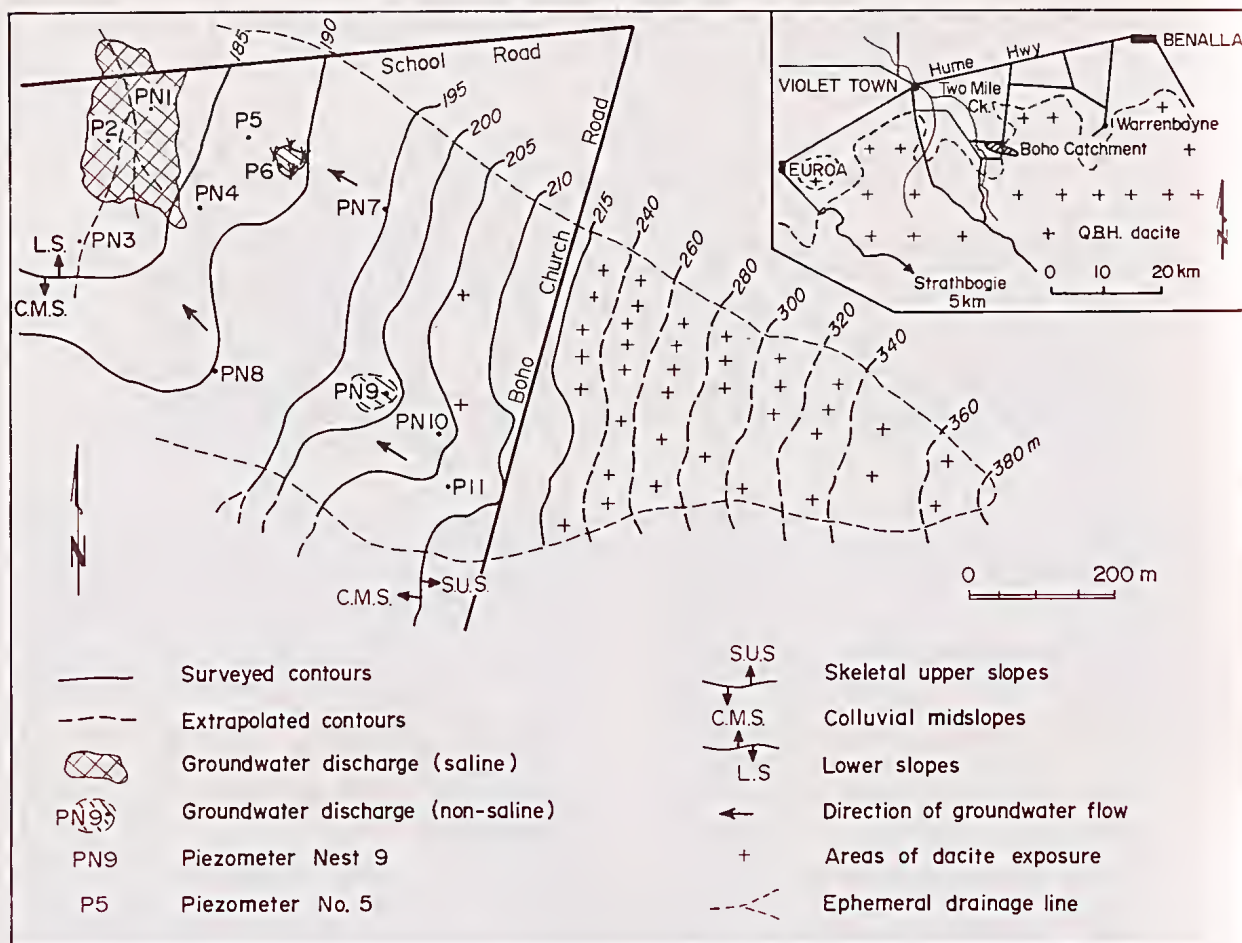 185
190
School Road
195
200
205
210
215
240
260
280
300
320
340
360
380 m
PN1
P2
P5
P6
PN4
PN7
PN3
L.S.
C.M.S.
PN8
PN9
PN10
P11
Boho Church Road
C.M.S.
S.U.S.
N
0 200 m
BENALLA
Hume Hwy
VIOLET TOWN
Two Mile
Ck.
Warrenbayne
Boho Catchment
EUROA
Q.B.H. dacite
Strathbogie
5 km
0 10 20 km
N
Surveyed contours
Extrapolated contours
Groundwater discharge (saline)
PN9 Groundwater discharge (non-saline)
PN9 Piezometer Nest 9
P5 Piezometer No. 5
S.U.S Skeletal upper slopes
C.M.S. Colluvial midslopes
L.S Lower slopes
Direction of groundwater flow
+ Areas of dacite exposure
Ephemeral drainage line